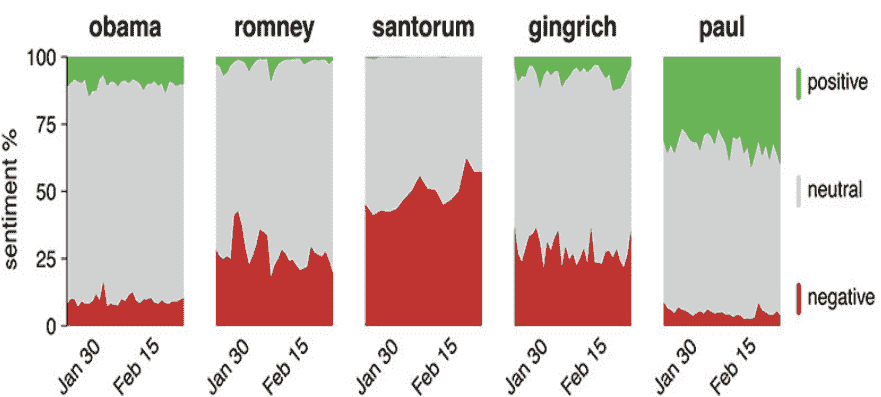 obama romney santorum gingrich paul
100
75
50
25
0
sentiment %
positive
neutral
negative
Jan 30 Feb 15 Jan 30 Feb 15 Jan 30 Feb 15 Jan 30 Feb 15 Jan 30 Feb 15